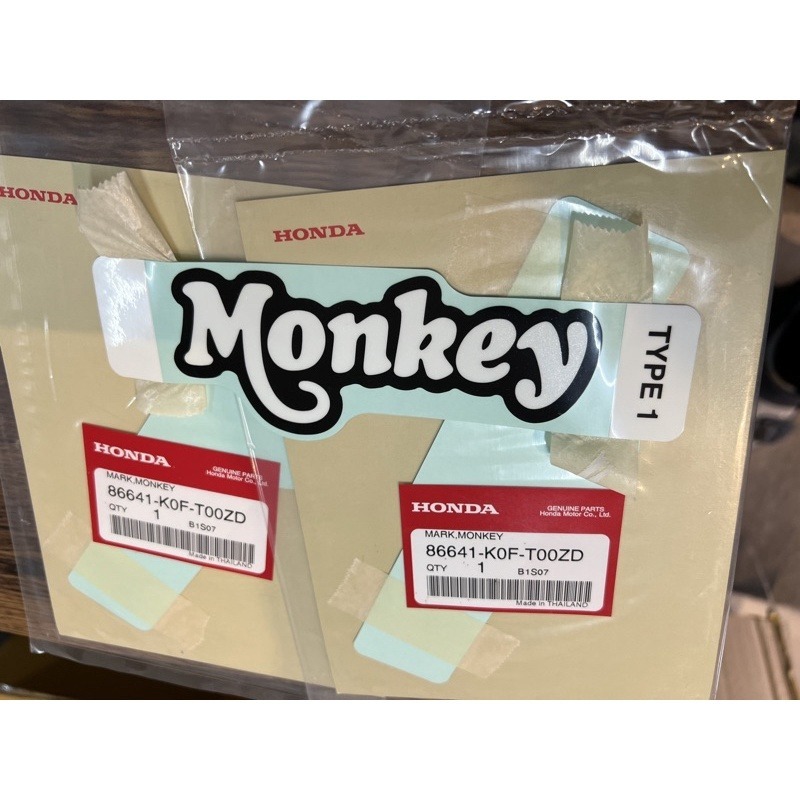 HONDA
HONDA
Monkey
TYPE 1
HONDA
GENUINE PARTS
Honda Motor Co., Ltd.
MARK,MONKEY
86641-K0F-T00ZD
QTY 1 B1S07
Made in THAILAND
HONDA
GENUINE PARTS
Honda Motor Co., Ltd.
MARK,MONKEY
86641-K0F-T00ZD
QTY 1 B1S07
Made in THAILAND